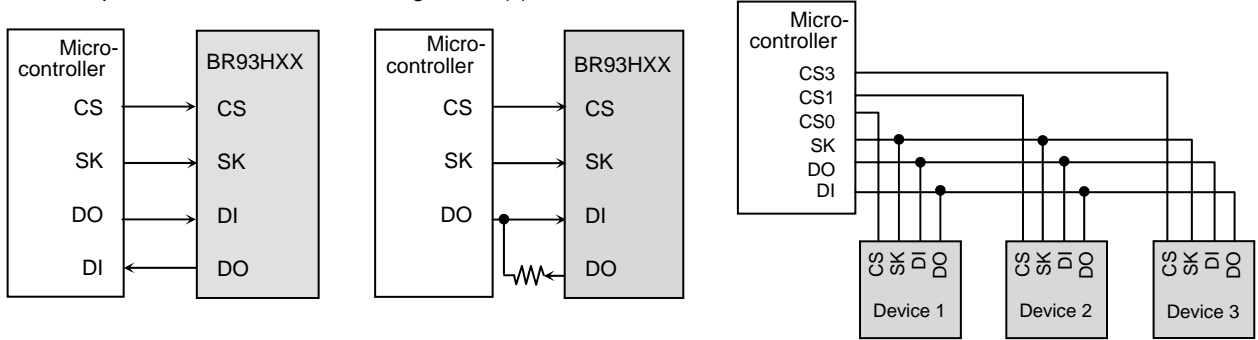 Micro-
controller
BR93HXX
CS
CS
SK
SK
DO
DI
DI
DO
Micro-
controller
BR93HXX
CS
CS
SK
SK
DO
DI
DO
Micro-
controller
CS3
CS1
CS0
SK
DO
DI
CS
SK
DI
DO
Device 1
CS
SK
DI
DO
Device 2
CS
SK
DI
DO
Device 3